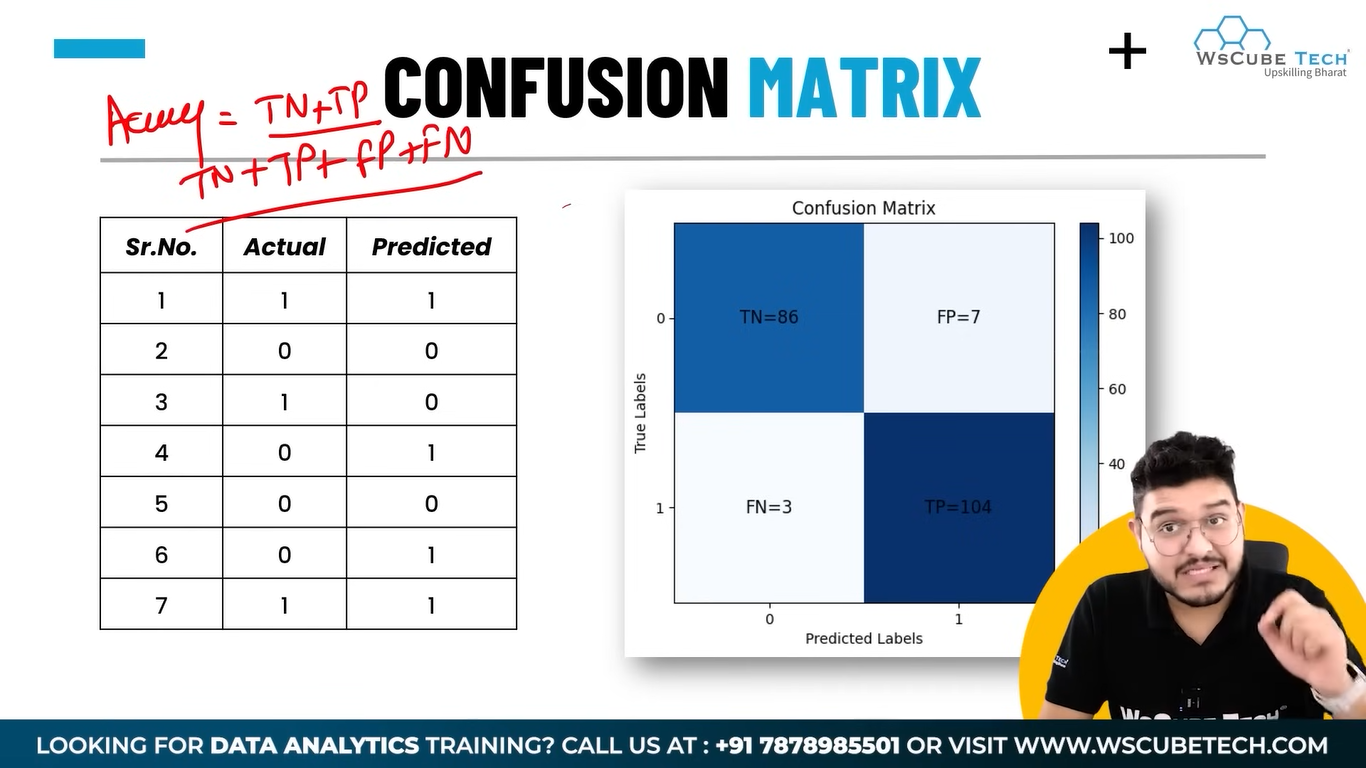 WsCUBE TECH
Upskilling Bharat
CONFUSION MATRIX
= TN+TP
TN+TP+FP+FN
Sr.No. Actual Predicted
1 1 1
2 0 0
3 1 0
4 0 1
5 0 0
6 0 1
7 1 1
Confusion Matrix
TN=86 FP=7
FN=3 TP=104
True Labels
0
1
0 1
Predicted Labels
100
80
60
40
LOOKING FOR DATA ANALYTICS TRAINING? CALL US AT : +91 7878985501 OR VISIT WWW.WSCUBETECH.COM